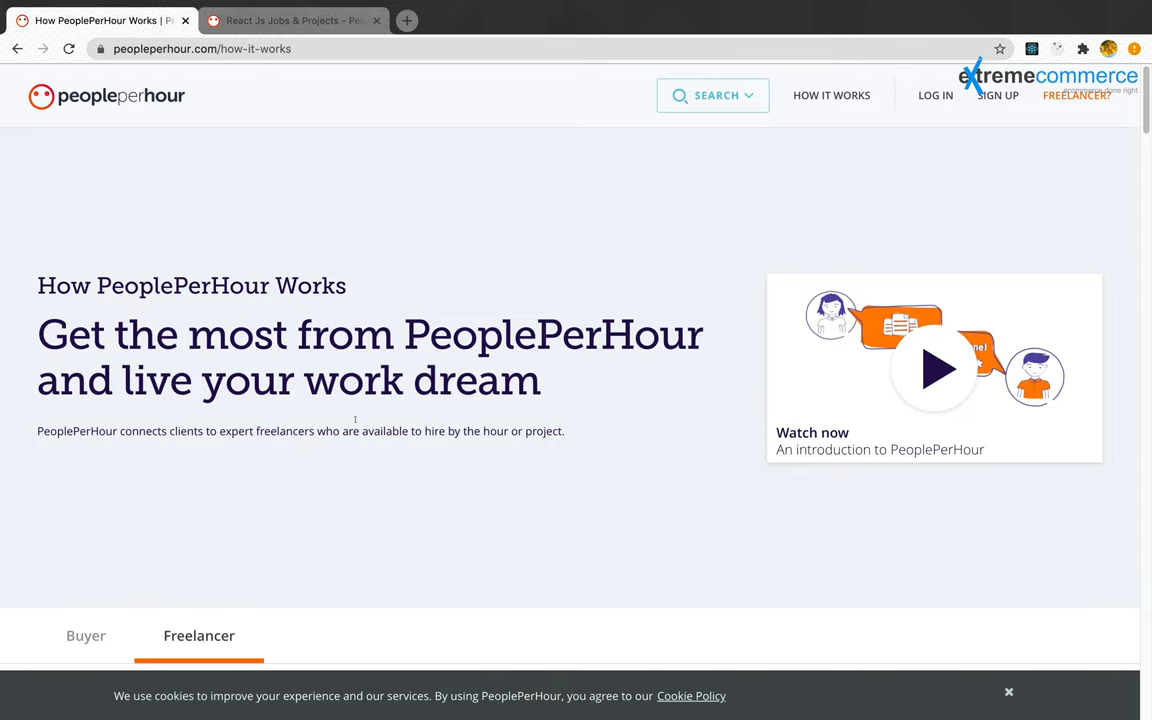 How PeoplePerHour Works | P
React Js Jobs & Projects - Pe
peopleperhour.com/how-it-works
extremecommerce
ecommerce done right
peopleperhour
SEARCH
HOW IT WORKS
LOG IN
SIGN UP
FREELANCER?
How PeoplePerHour Works
Get the most from PeoplePerHour
and live your work dream
PeoplePerHour connects clients to expert freelancers who are available to hire by the hour or project.
Watch now
An introduction to PeoplePerHour
Buyer
Freelancer
We use cookies to improve your experience and our services. By using PeoplePerHour, you agree to our Cookie Policy